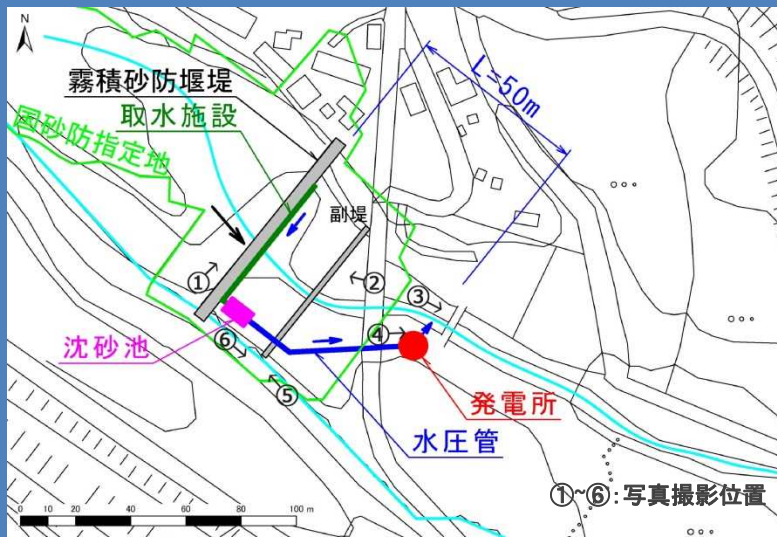 N
霧積砂防堰堤
取水施設
国砂防指定地
L=50m
副堤
①
②
③
④
⑤
⑥
沈砂池
発電所
水圧管
①~⑥:写真撮影位置
0 10 20 40 60 80 100 m